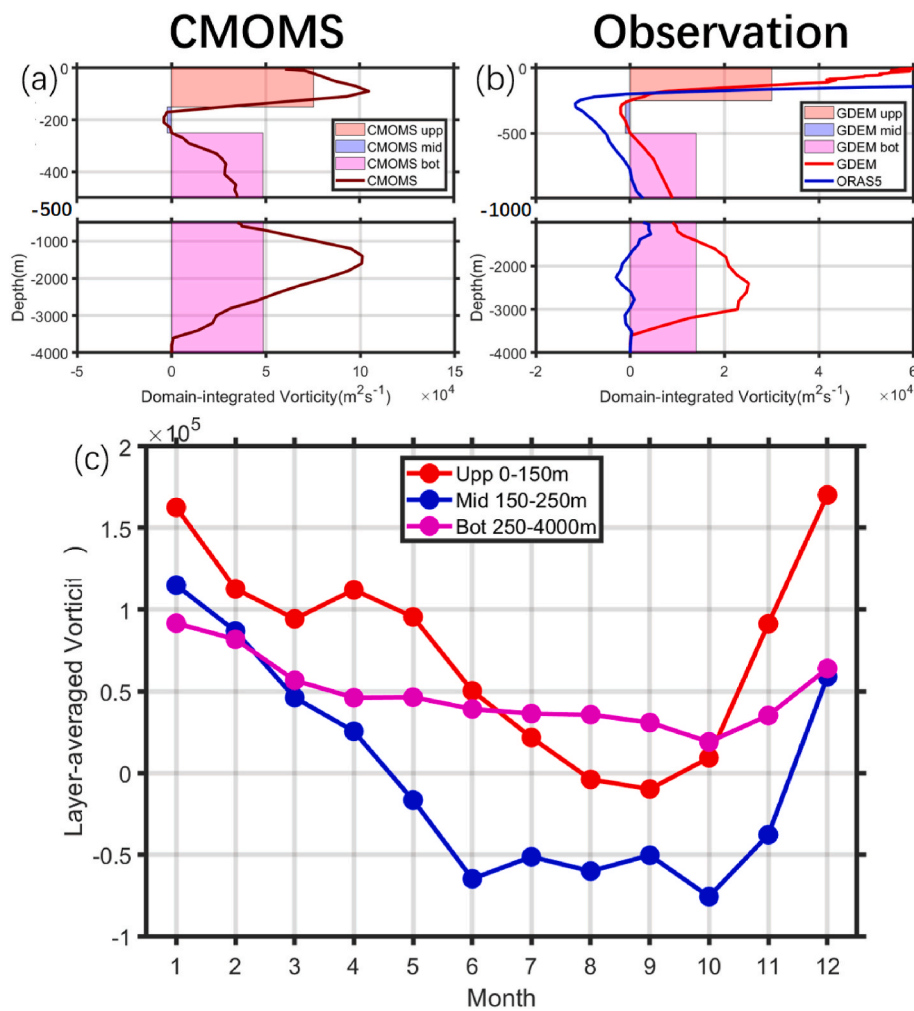 CMOMS
Observation
(a)
0
-200
-400
-500
-1000
-2000
-3000
-4000
Depth(m)
CMOMS upp
CMOMS mid
CMOMS bot
CMOMS
-5
0
5
10
15
Domain-integrated Vorticity(m²s⁻¹)
×10⁴
(b)
0
-500
-1000
-2000
-3000
-4000
Depth(m)
GDEM upp
GDEM mid
GDEM bot
GDEM
ORAS5
-2
0
2
4
6
Domain-integrated Vorticity(m²s⁻¹)
×10⁴
(c)
×10⁵
2
1.5
1
0.5
0
-0.5
-1
Layer-averaged Vortici )
Upp 0-150m
Mid 150-250m
Bot 250-4000m
1 2 3 4 5 6 7 8 9 10 11 12
Month